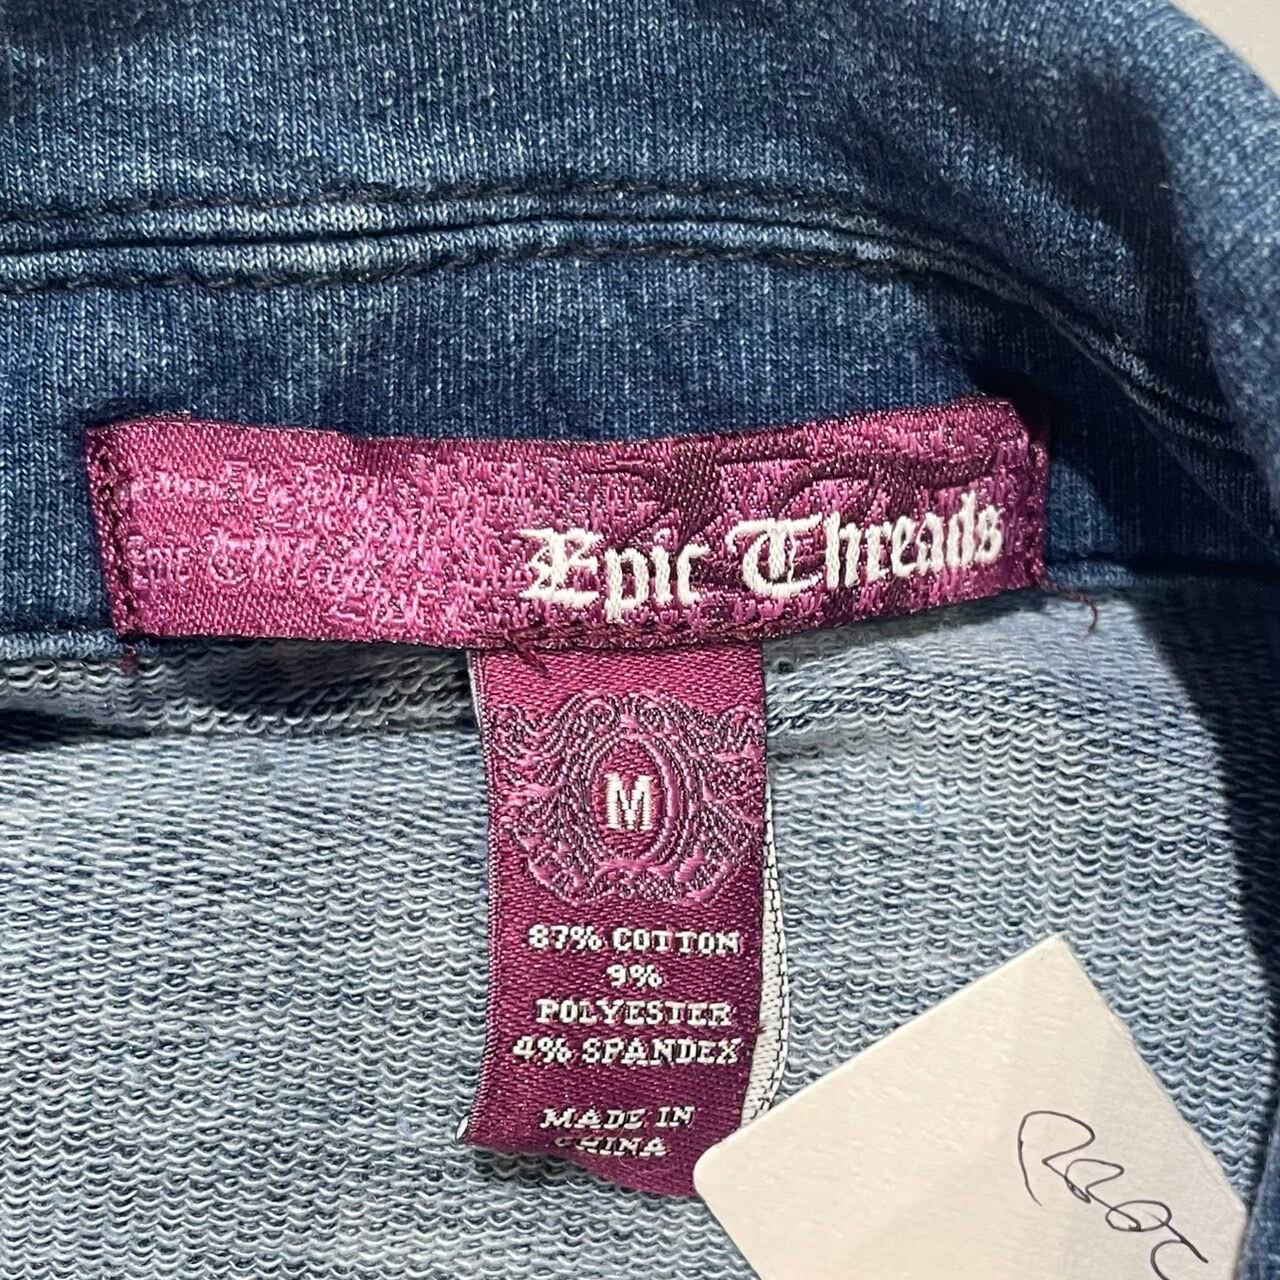 Epic Threads
M
87% COTTON
9%
POLYESTER
4% SPANDEX
MADE IN
CHINA